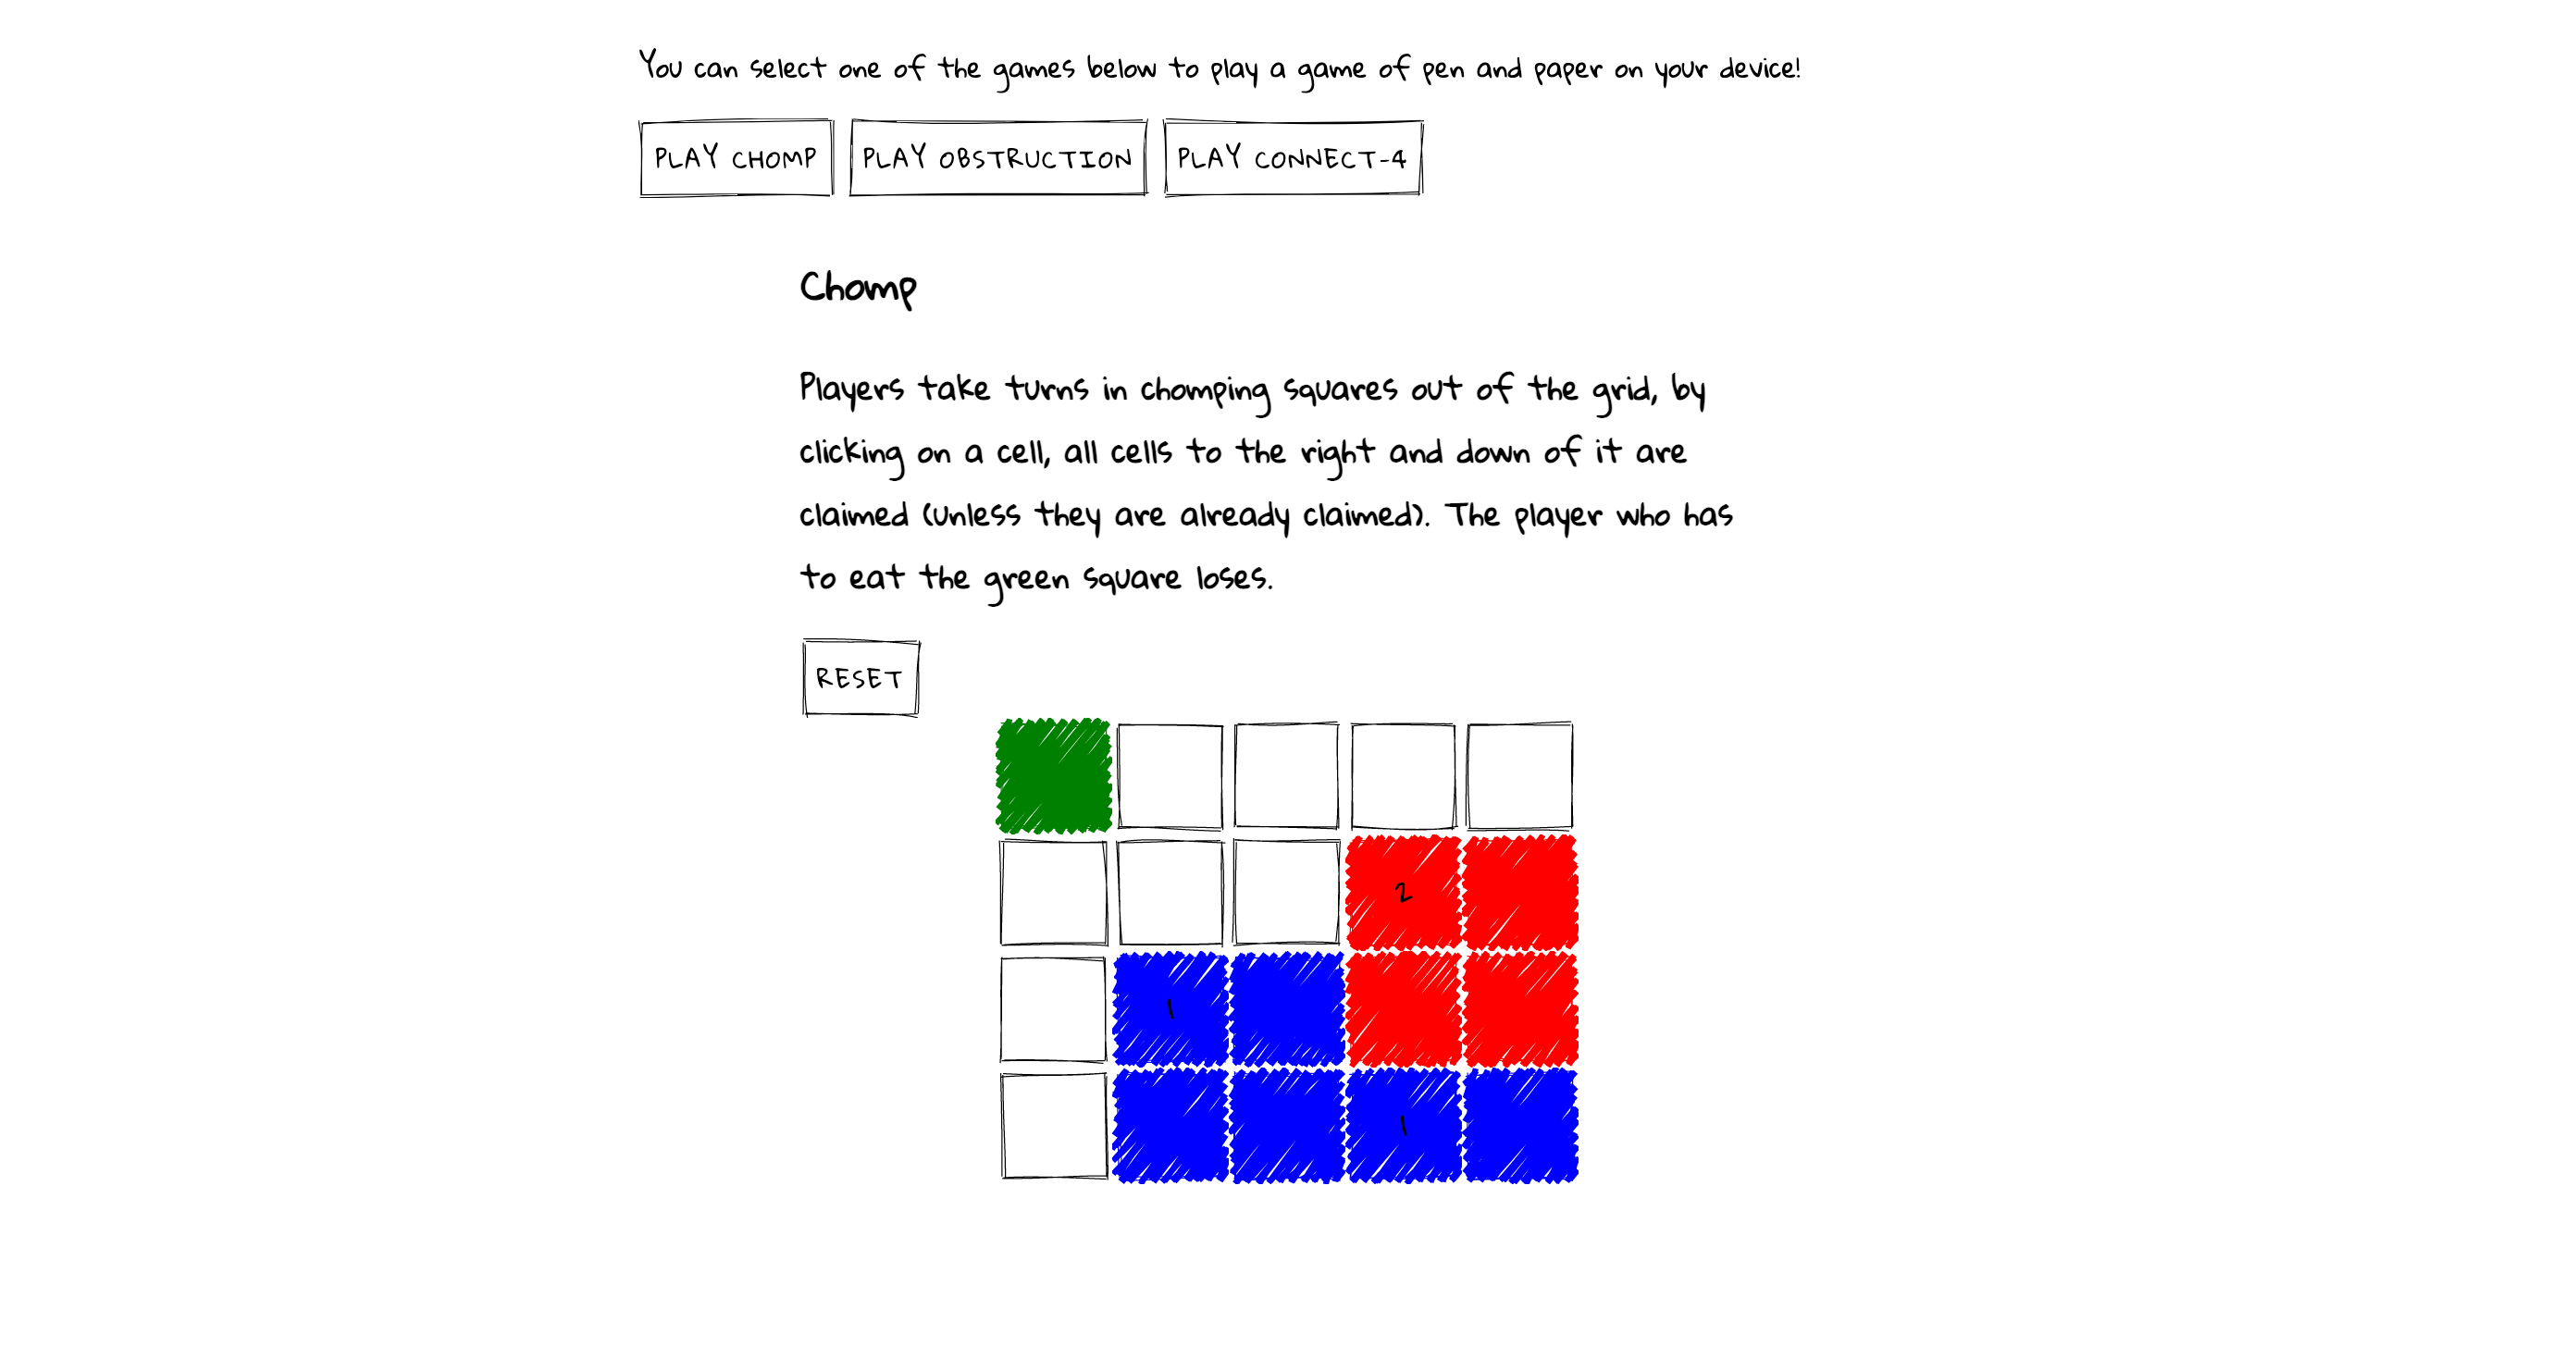 You can select one of the games below to play a game of pen and paper on your device!
PLAY CHOMP PLAY OBSTRUCTION PLAY CONNECT-4
Chomp
Players take turns in chomping squares out of the grid, by
clicking on a cell, all cells to the right and down of it are
claimed (unless they are already claimed). The player who has
to eat the green square loses.
RESET
2
1
1